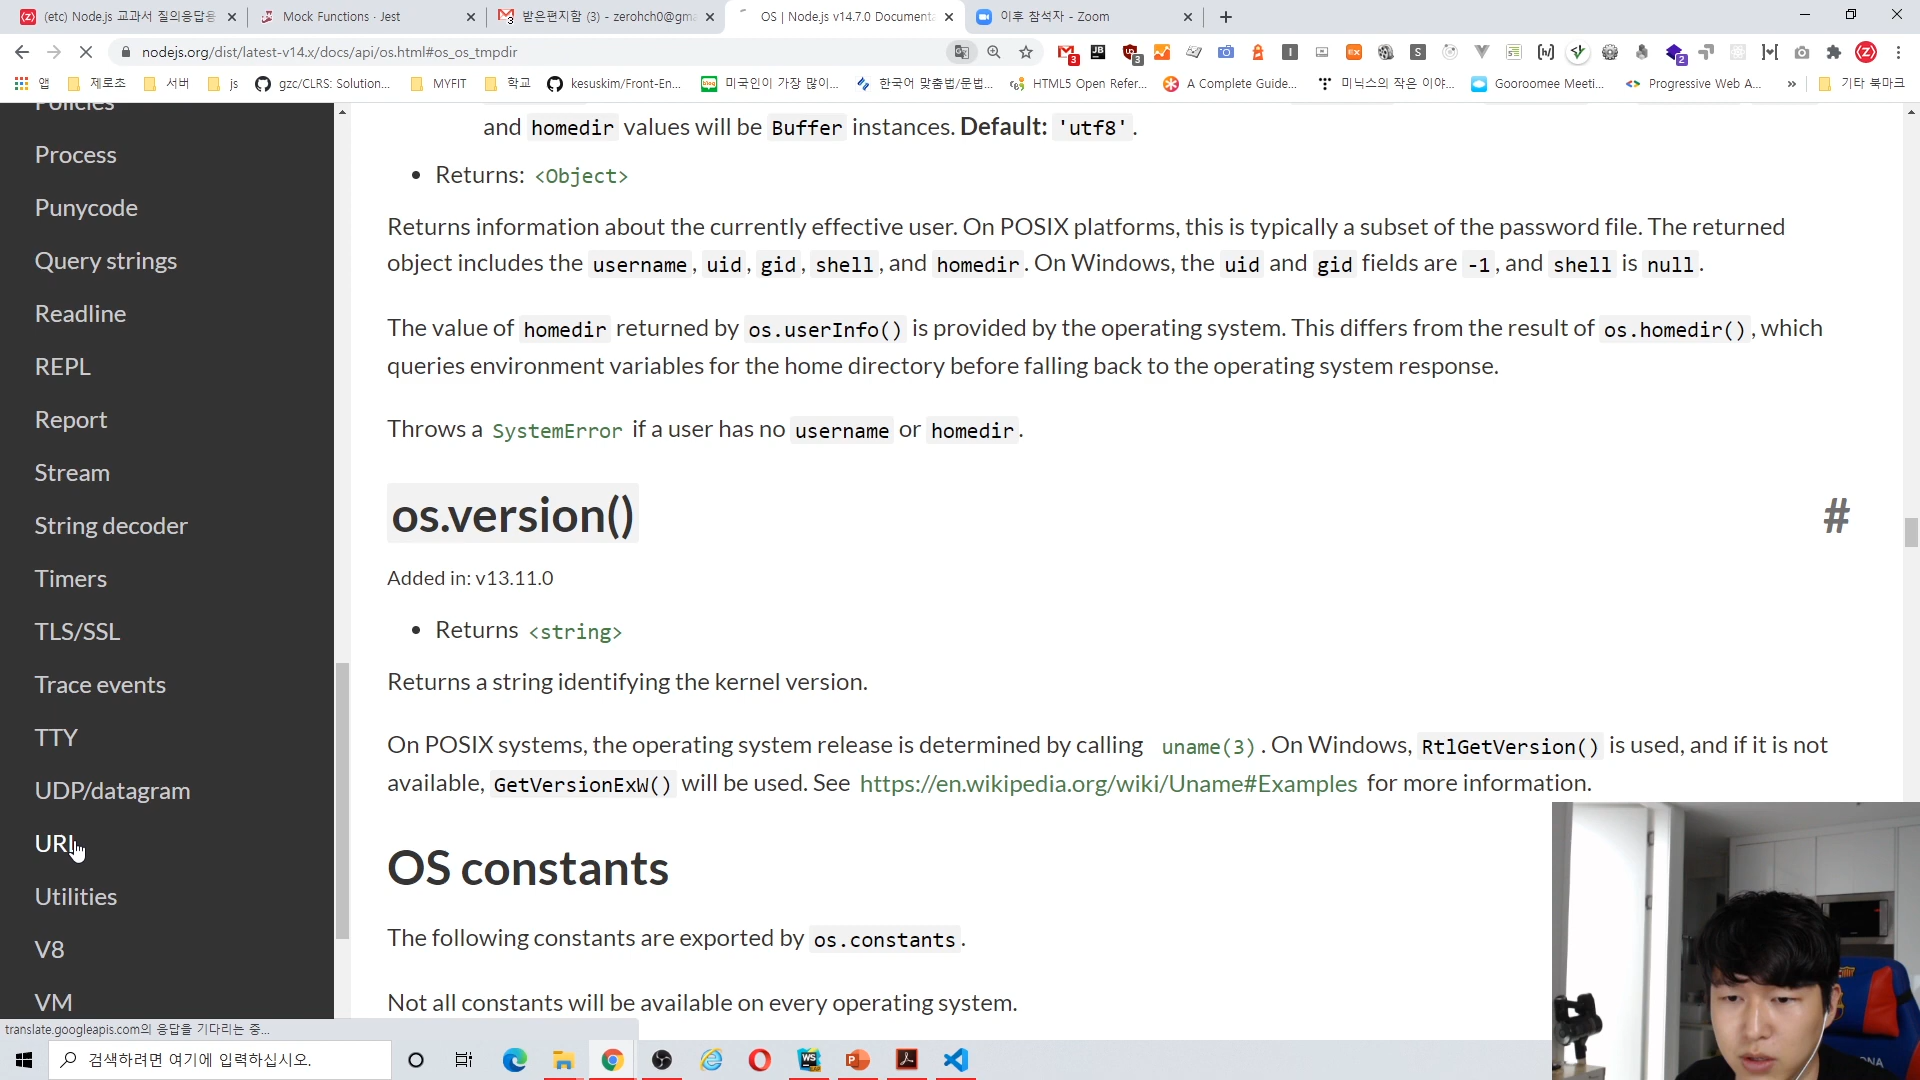 (etc) Node.js 교과서 질의응답용
Mock Functions · Jest
받은편지함 (3) - zerohch0@gma
OS | Node.js v14.7.0 Documenta
이후 참석자 - Zoom
nodejs.org/dist/latest-v14.x/docs/api/os.html#os_os_tmpdir
앱
제로초
서버
js
gzc/CLRS: Solution...
MYFIT
학교
kesuskim/Front-En...
미국인이 가장 많이...
한국어 맞춤법/문법...
HTML5 Open Refer...
A Complete Guide...
미닉스의 작은 이야...
Gooroomee Meeti...
Progressive Web A...
»
기타 북마크
Policies
Process
Punycode
Query strings
Readline
REPL
Report
Stream
String decoder
Timers
TLS/SSL
Trace events
TTY
UDP/datagram
URL
Utilities
V8
VM
and homedir values will be Buffer instances. Default: 'utf8'.
• Returns: <Object>
Returns information about the currently effective user. On POSIX platforms, this is typically a subset of the password file. The returned
object includes the username, uid, gid, shell, and homedir. On Windows, the uid and gid fields are -1, and shell is null.
The value of homedir returned by os.userInfo() is provided by the operating system. This differs from the result of os.homedir(), which
queries environment variables for the home directory before falling back to the operating system response.
Throws a SystemError if a user has no username or homedir.
os.version()
#
Added in: v13.11.0
• Returns <string>
Returns a string identifying the kernel version.
On POSIX systems, the operating system release is determined by calling uname(3). On Windows, RtlGetVersion() is used, and if it is not
available, GetVersionExW() will be used. See https://en.wikipedia.org/wiki/Uname#Examples for more information.
OS constants
The following constants are exported by os.constants.
Not all constants will be available on every operating system.
translate.googleapis.com의 응답을 기다리는 중...
검색하려면 여기에 입력하십시오.